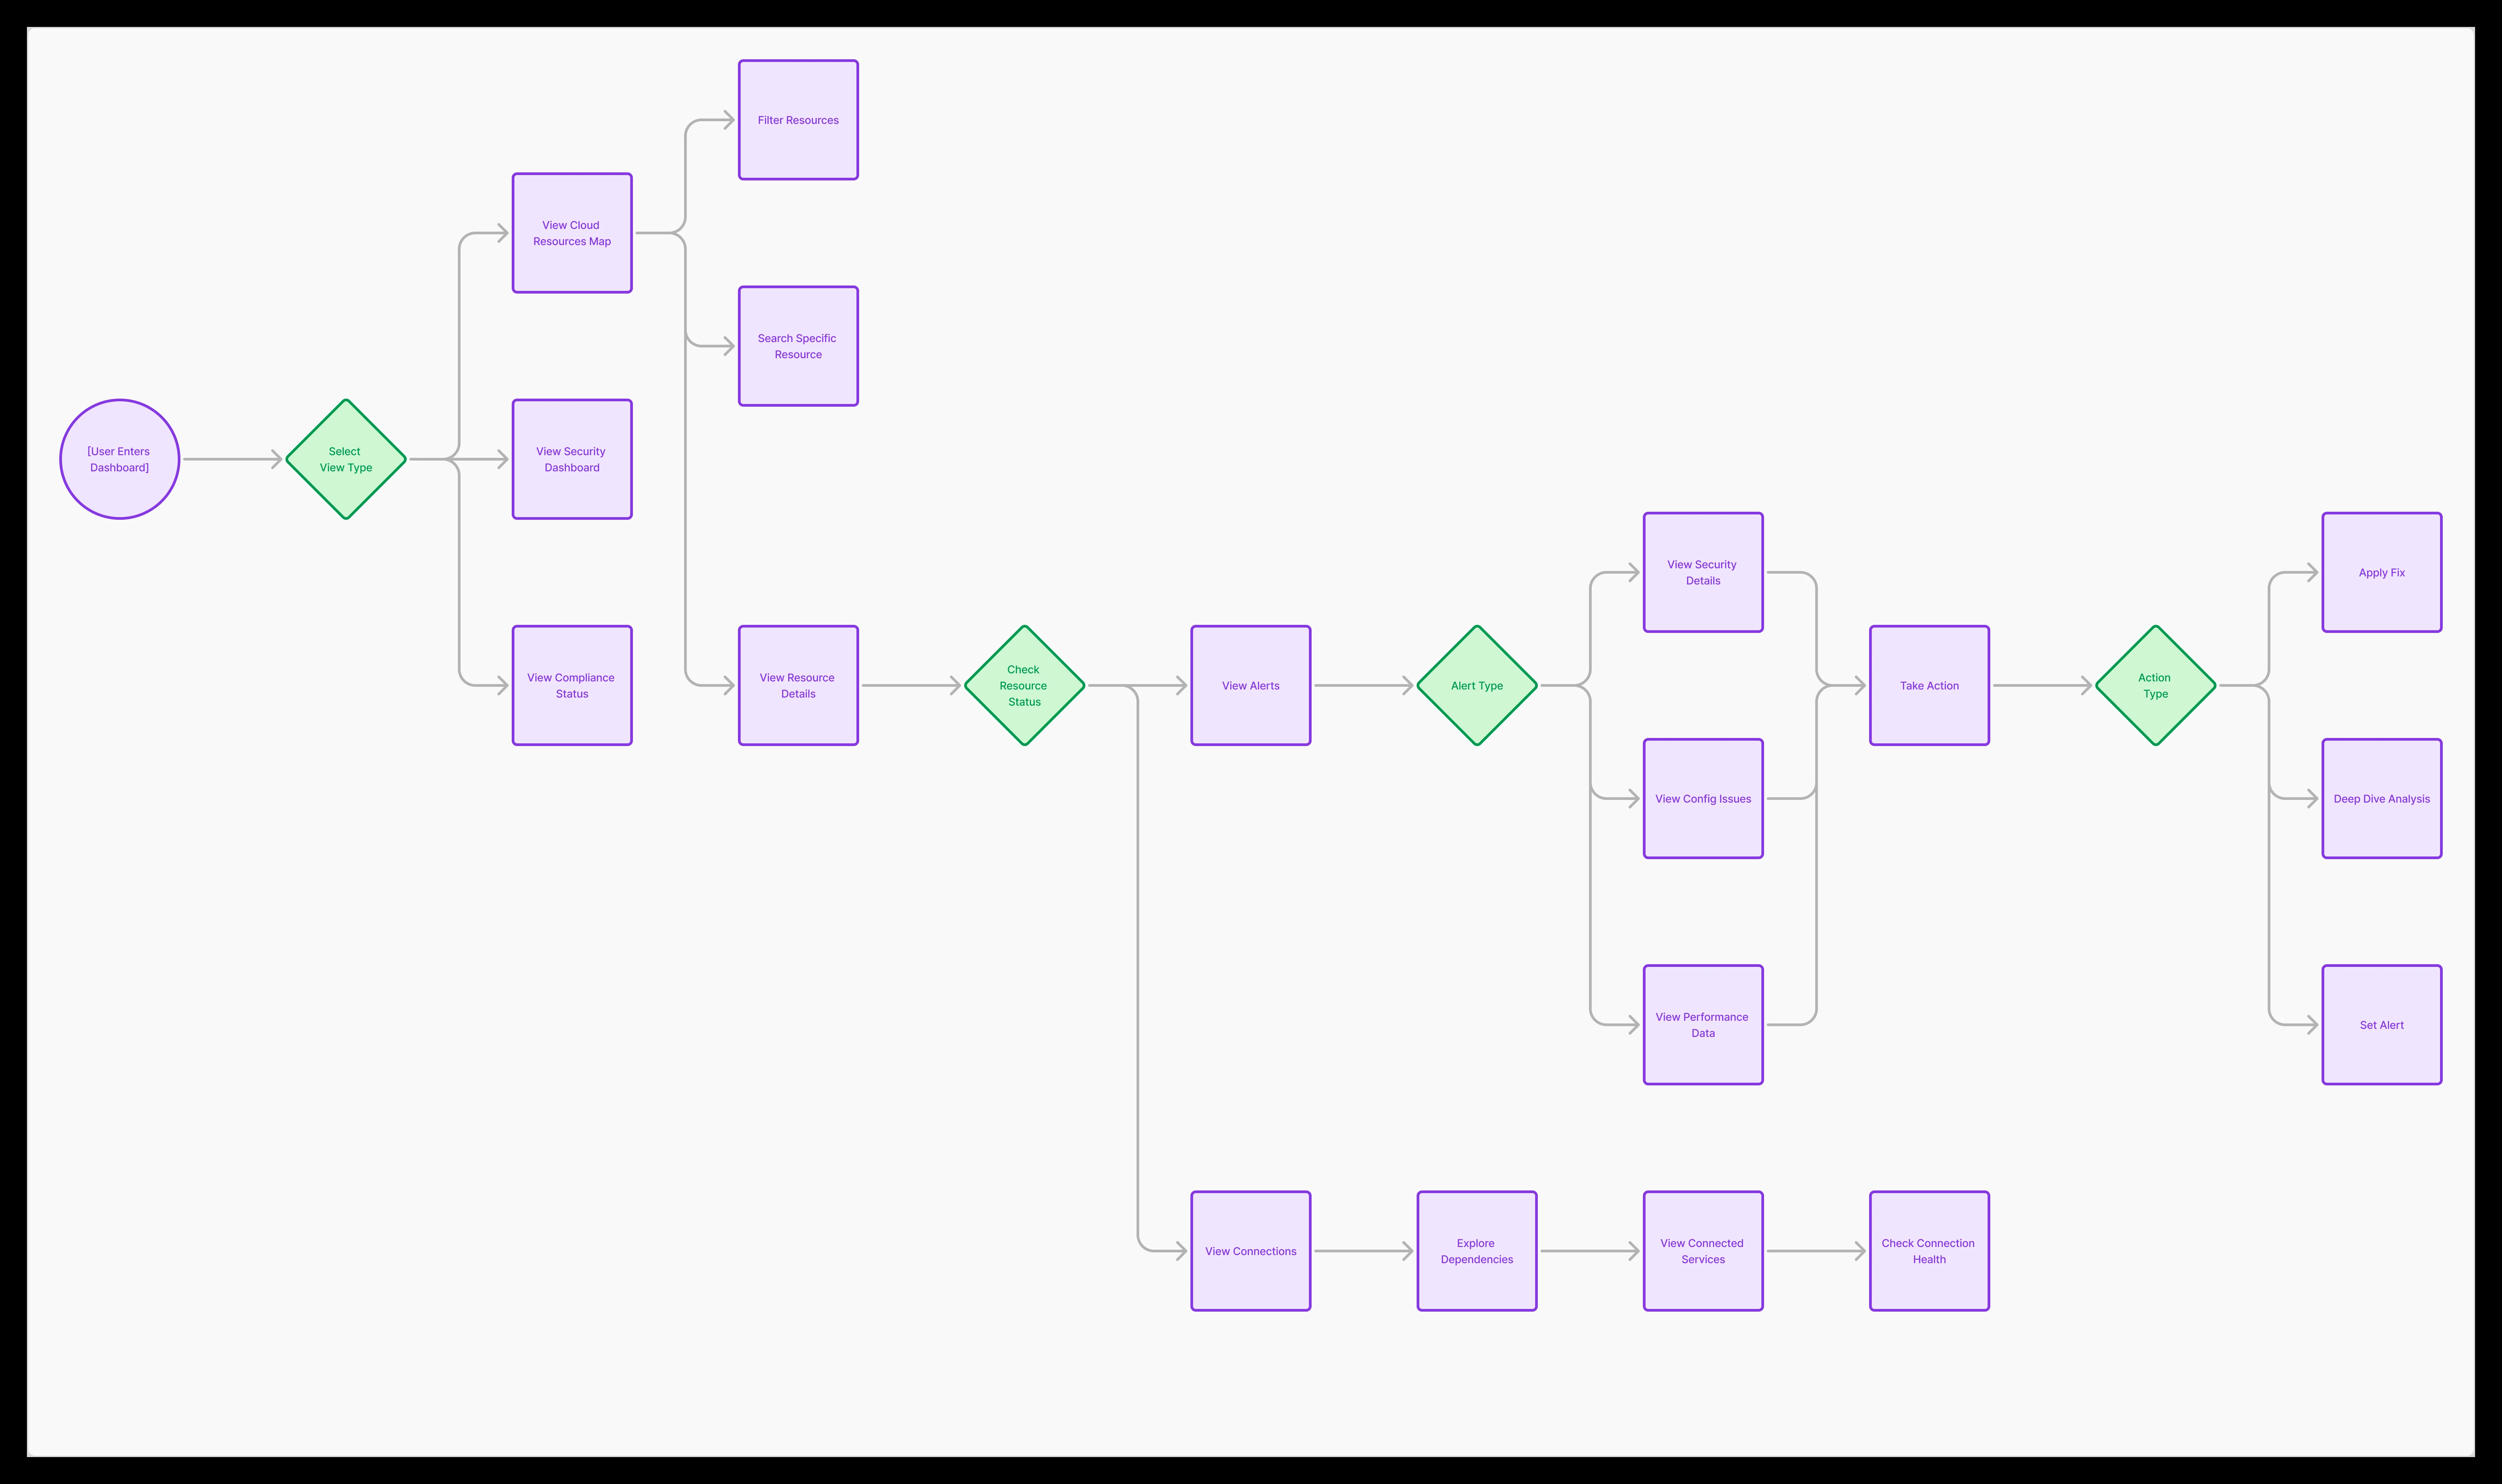 Filter Resources
View Cloud
Resources Map
Search Specific
Resource
[User Enters
Dashboard]
Select
View Type
View Security
Dashboard
View Compliance
Status
View Resource
Details
Check
Resource
Status
View Alerts
Alert Type
View Security
Details
View Config Issues
View Performance
Data
Take Action
Action
Type
Apply Fix
Deep Dive Analysis
Set Alert
View Connections
Explore
Dependencies
View Connected
Services
Check Connection
Health